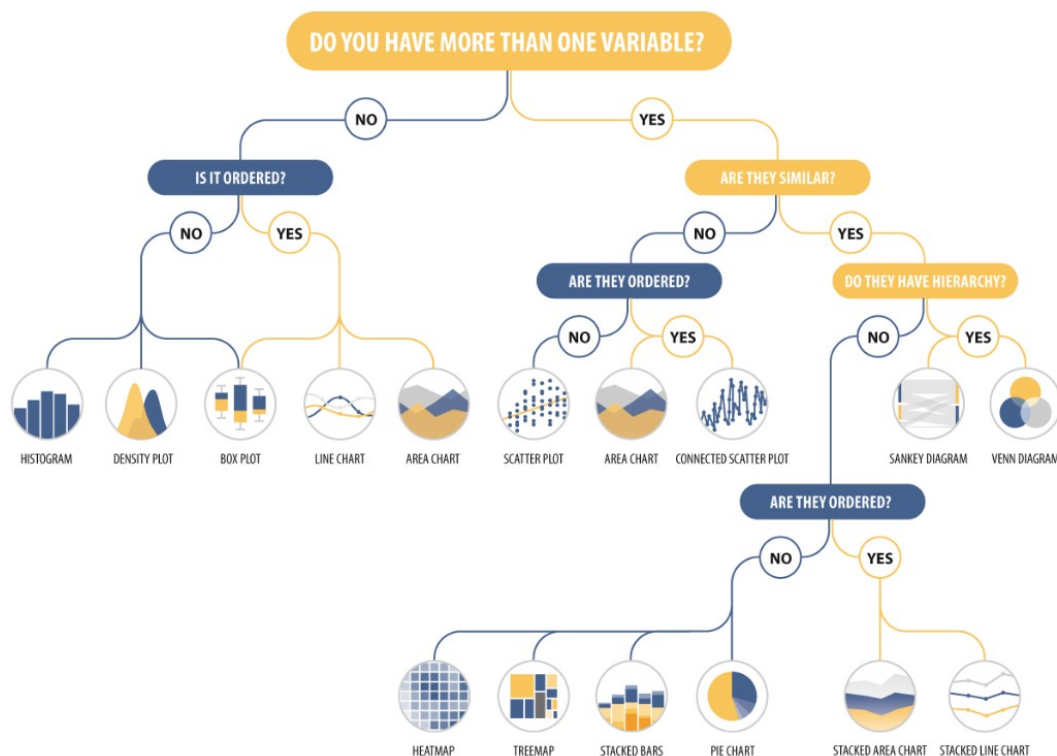 DO YOU HAVE MORE THAN ONE VARIABLE?
NO
YES
IS IT ORDERED?
ARE THEY SIMILAR?
NO
YES
NO
YES
ARE THEY ORDERED?
DO THEY HAVE HIERARCHY?
NO
YES
NO
YES
HISTOGRAM
DENSITY PLOT
BOX PLOT
LINE CHART
AREA CHART
SCATTER PLOT
AREA CHART
CONNECTED SCATTER PLOT
SANKEY DIAGRAM
VENN DIAGRAM
ARE THEY ORDERED?
NO
YES
HEATMAP
TREEMAP
STACKED BARS
PIE CHART
STACKED AREA CHART
STACKED LINE CHART